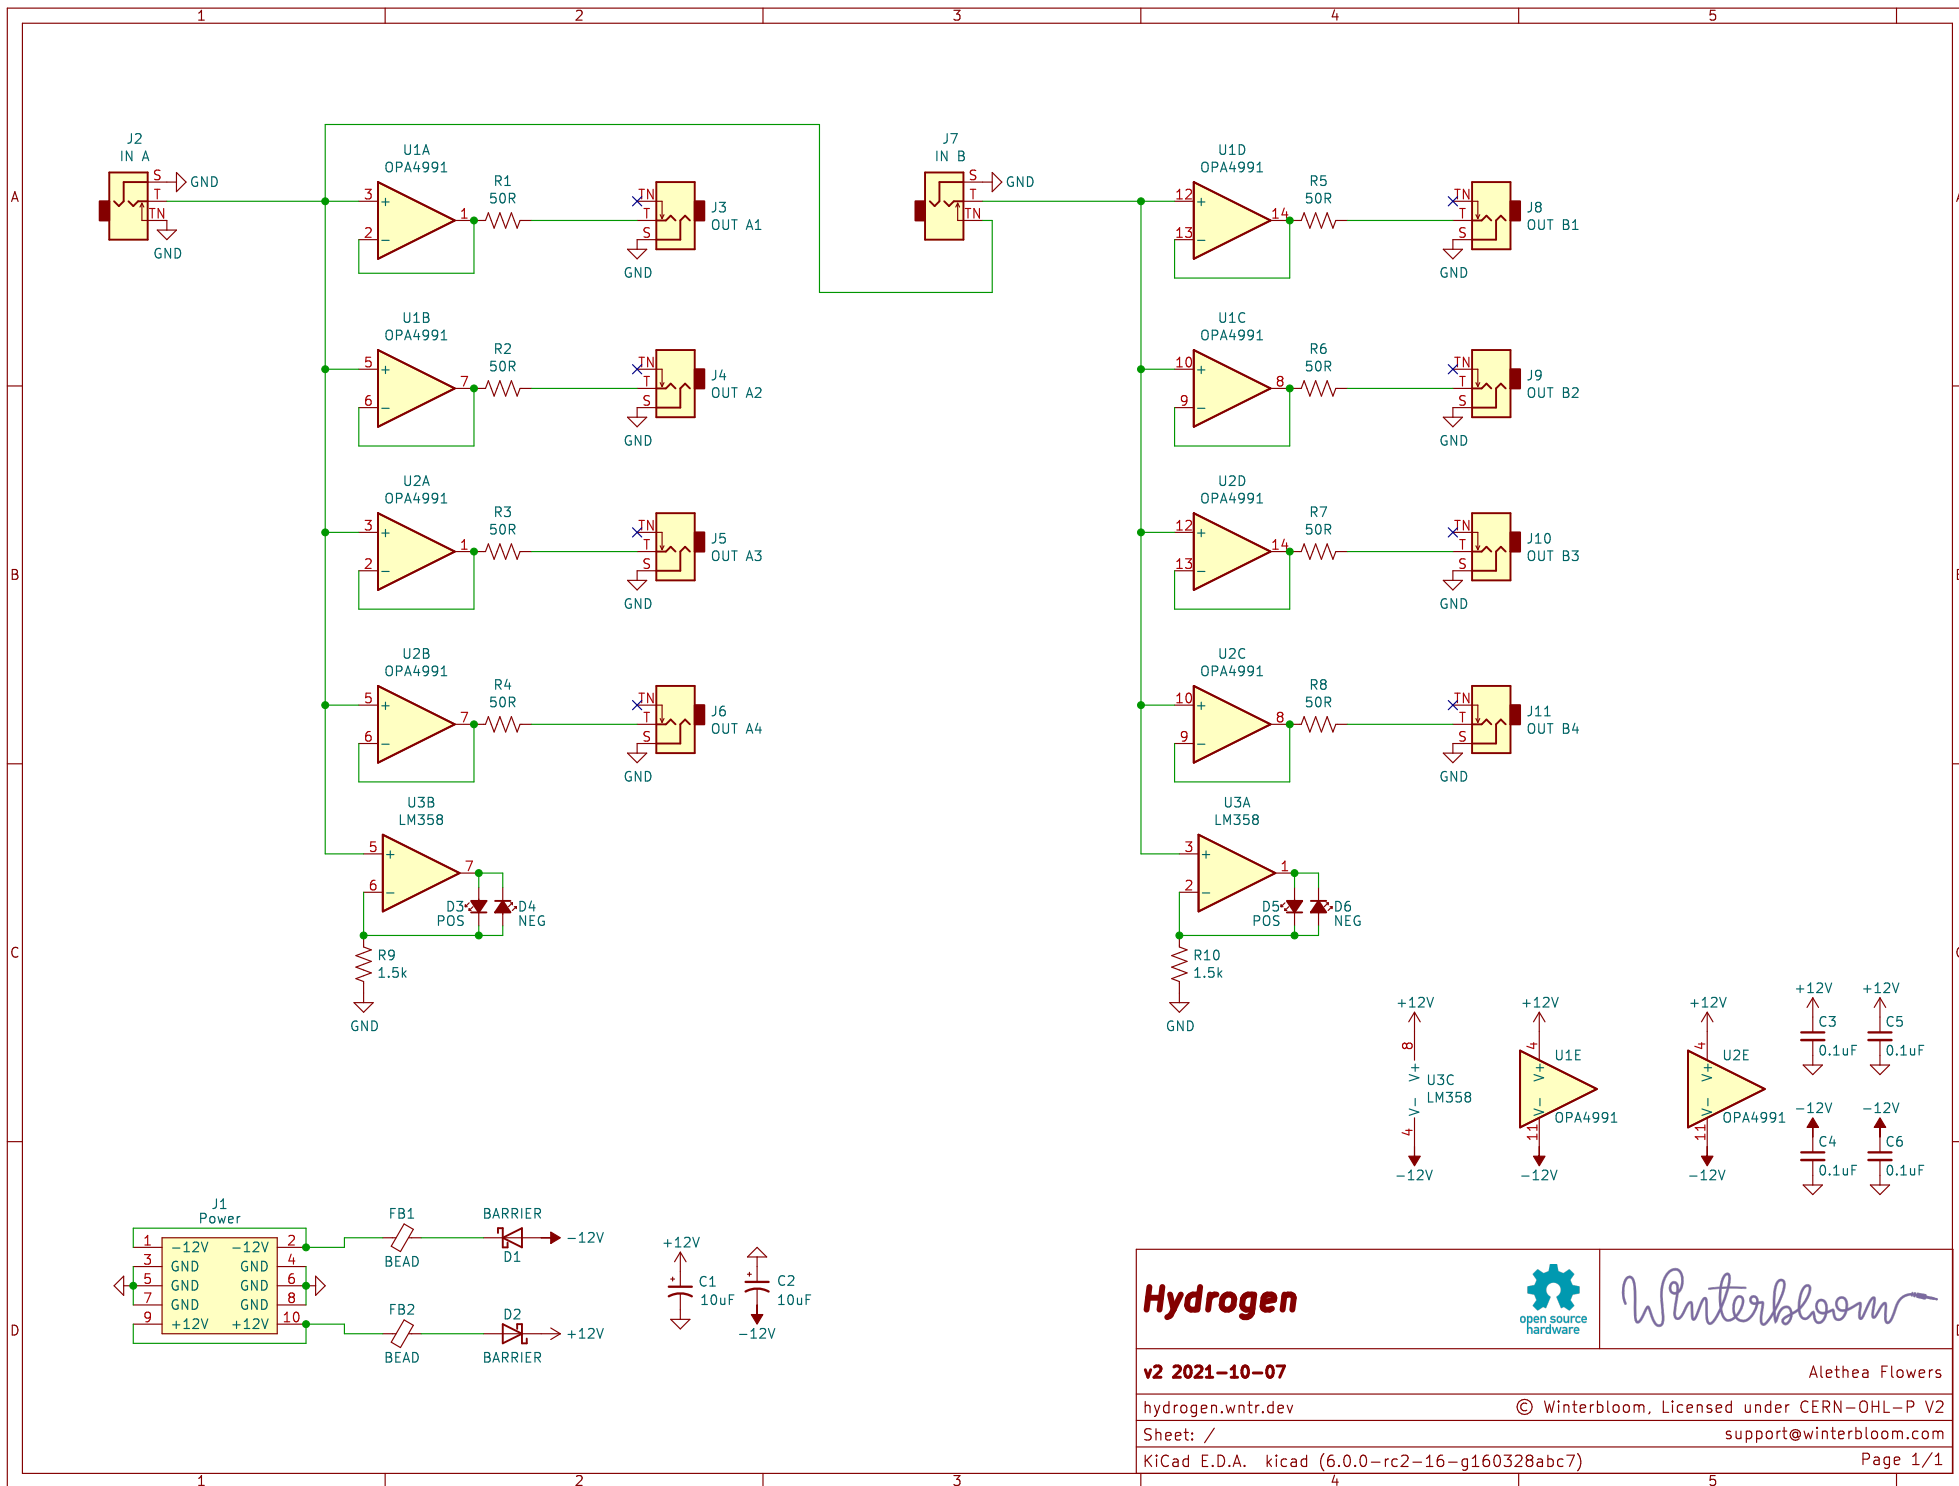 1 2 3 4 5
A
B
C
D
J2
IN A
S
GND
T
TN
GND
U1A
OPA4991
3
+
2
−
1
R1
50R
TN
T
S
J3
OUT A1
GND
J7
IN B
S
GND
T
TN
U1D
OPA4991
12
+
13
−
14
R5
50R
TN
T
S
J8
OUT B1
GND
U1B
OPA4991
5
+
6
−
7
R2
50R
TN
T
S
J4
OUT A2
GND
U1C
OPA4991
10
+
9
−
8
R6
50R
TN
T
S
J9
OUT B2
GND
U2A
OPA4991
3
+
2
−
1
R3
50R
TN
T
S
J5
OUT A3
GND
U2D
OPA4991
12
+
13
−
14
R7
50R
TN
T
S
J10
OUT B3
GND
U2B
OPA4991
5
+
6
−
7
R4
50R
TN
T
S
J6
OUT A4
GND
U2C
OPA4991
10
+
9
−
8
R8
50R
TN
T
S
J11
OUT B4
GND
U3B
LM358
5
+
6
−
7
D3
POS
D4
NEG
R9
1.5k
GND
U3A
LM358
3
+
2
−
1
D5
POS
D6
NEG
R10
1.5k
GND
+12V
8
V+
U3C
LM358
V−
4
−12V
+12V
4
V+
U1E
V−
OPA4991
11
−12V
+12V
4
V+
U2E
V−
OPA4991
11
−12V
+12V
C3
0.1uF
+12V
C5
0.1uF
−12V
C4
0.1uF
−12V
C6
0.1uF
J1
Power
1 −12V −12V 2
3 GND GND 4
5 GND GND 6
7 GND GND 8
9 +12V +12V 10
FB1
BEAD
BARRIER
D1
−12V
FB2
BEAD
D2
BARRIER
+12V
+12V
+
C1
10uF
+
C2
10uF
−12V
Hydrogen
open source
hardware
Winterbloom
v2 2021-10-07
Alethea Flowers
hydrogen.wntr.dev
© Winterbloom, Licensed under CERN-OHL-P V2
Sheet: /
support@winterbloom.com
KiCad E.D.A. kicad (6.0.0-rc2-16-g160328abc7)
Page 1/1
1 2 3 4 5